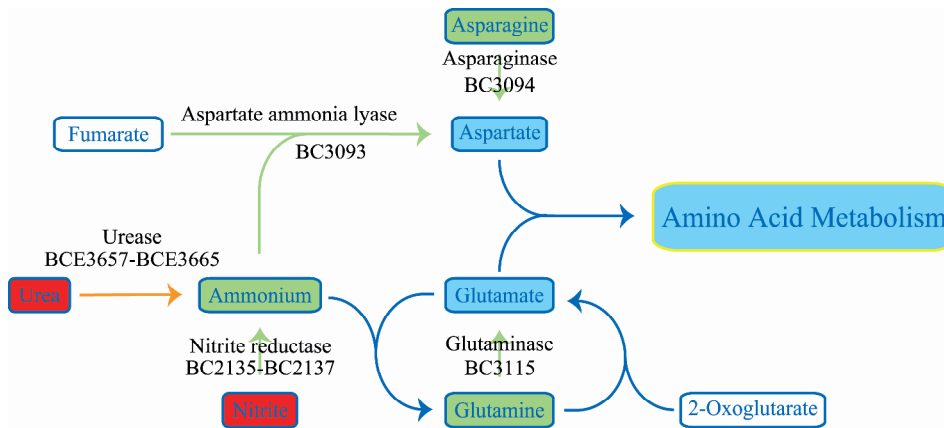 Asparagine
Asparaginase
BC3094
Aspartate ammonia lyase
Fumarate
Aspartate
BC3093
Amino Acid Metabolism
Urease
BCE3657-BCE3665
Urea
Ammonium
Glutamate
Nitrite reductase
BC2135-BC2137
Glutaminasc
BC3115
Nitrite
Glutamine
2-Oxoglutarate